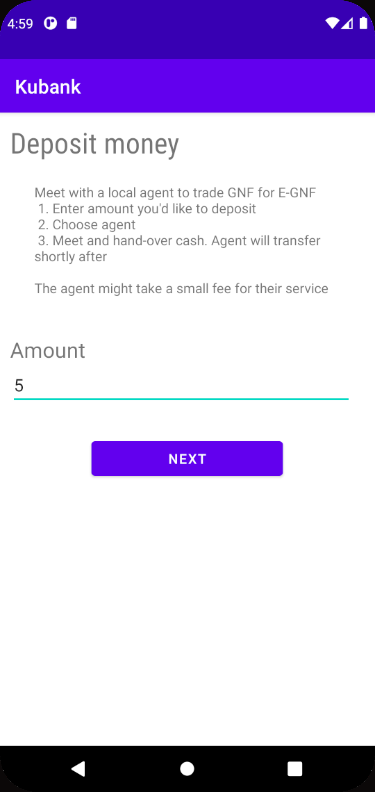 4:59
Kubank
Deposit money
Meet with a local agent to trade GNF for E-GNF
1. Enter amount you'd like to deposit
2. Choose agent
3. Meet and hand-over cash. Agent will transfer
shortly after
The agent might take a small fee for their service
Amount
5
NEXT